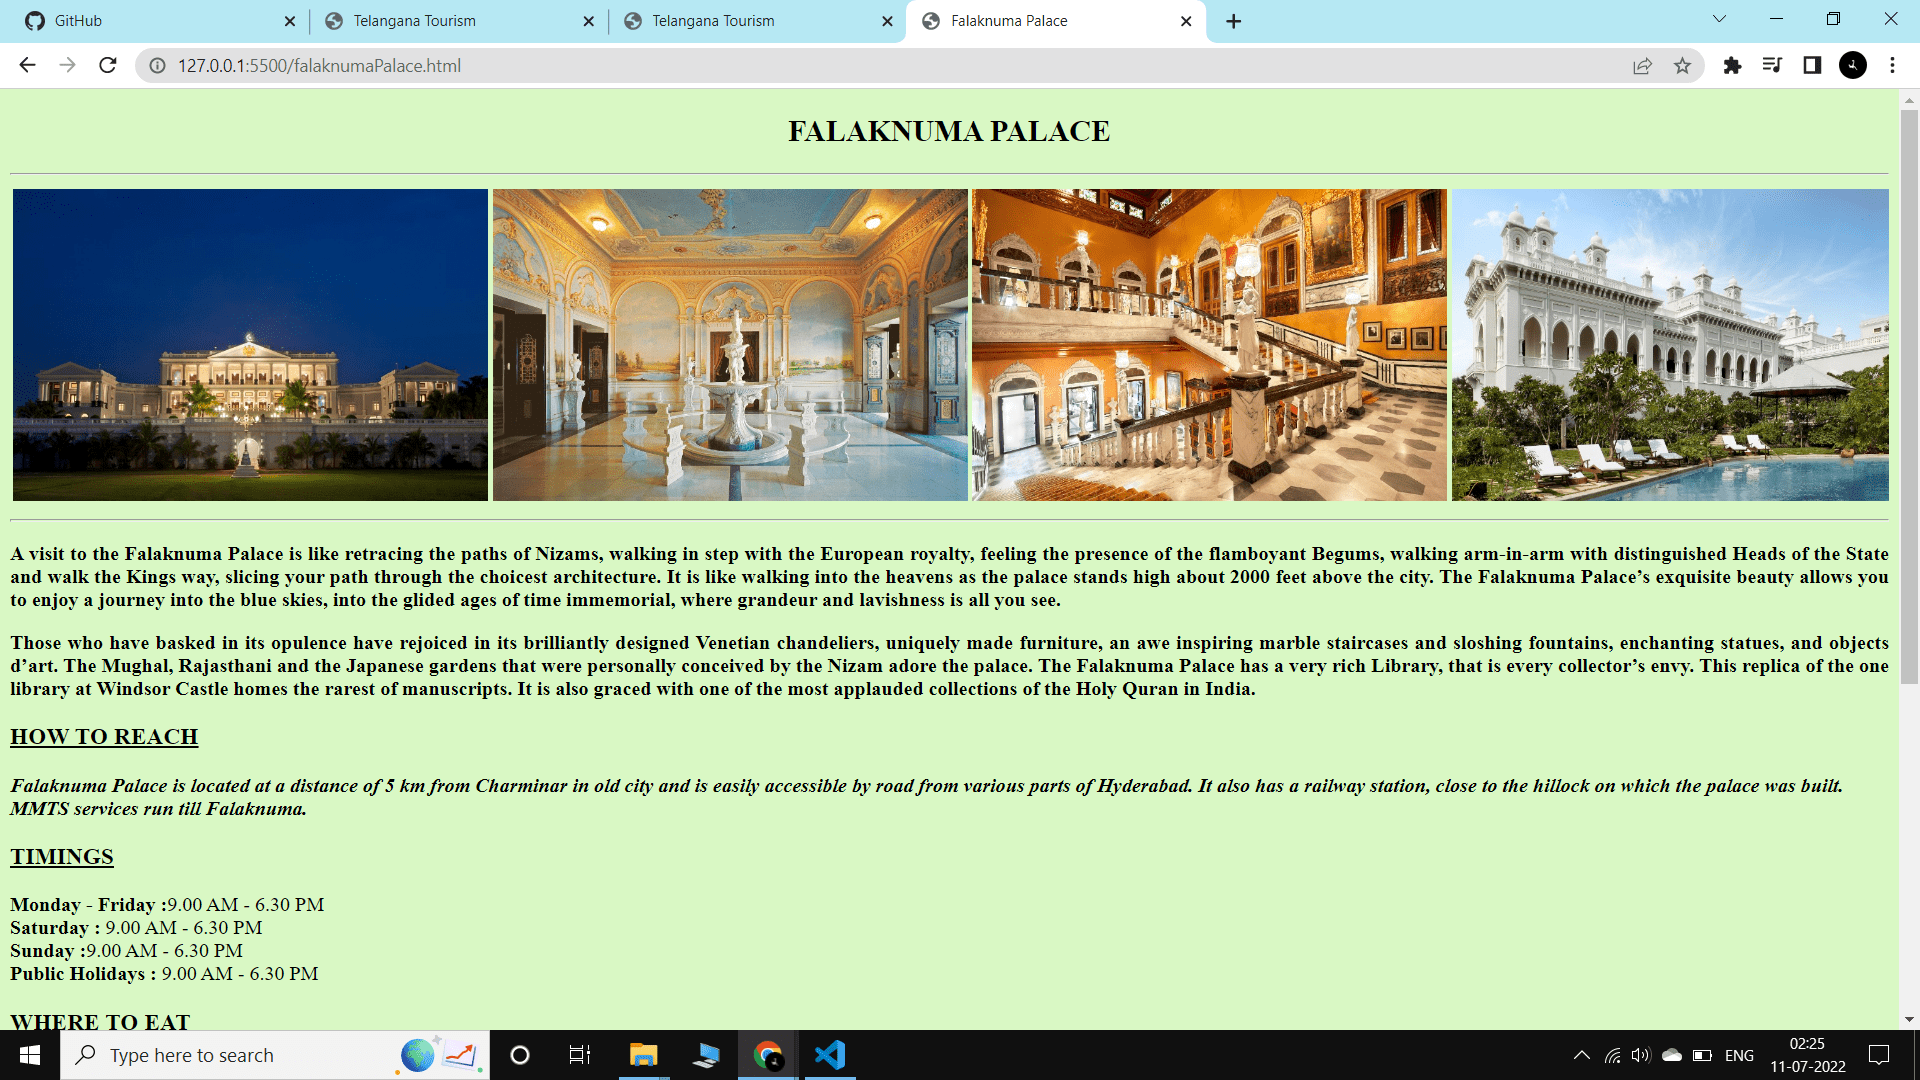 GitHub
Telangana Tourism
Telangana Tourism
Falaknuma Palace
127.0.0.1:5500/falaknumaPalace.html
FALAKNUMA PALACE
A visit to the Falaknuma Palace is like retracing the paths of Nizams, walking in step with the European royalty, feeling the presence of the flamboyant Begums, walking arm-in-arm with distinguished Heads of the State
and walk the Kings way, slicing your path through the choicest architecture. It is like walking into the heavens as the palace stands high about 2000 feet above the city. The Falaknuma Palace’s exquisite beauty allows you
to enjoy a journey into the blue skies, into the glided ages of time immemorial, where grandeur and lavishness is all you see.
Those who have basked in its opulence have rejoiced in its brilliantly designed Venetian chandeliers, uniquely made furniture, an awe inspiring marble staircases and sloshing fountains, enchanting statues, and objects
d’art. The Mughal, Rajasthani and the Japanese gardens that were personally conceived by the Nizam adore the palace. The Falaknuma Palace has a very rich Library, that is every collector’s envy. This replica of the one
library at Windsor Castle homes the rarest of manuscripts. It is also graced with one of the most applauded collections of the Holy Quran in India.
HOW TO REACH
Falaknuma Palace is located at a distance of 5 km from Charminar in old city and is easily accessible by road from various parts of Hyderabad. It also has a railway station, close to the hillock on which the palace was built.
MMTS services run till Falaknuma.
TIMINGS
Monday - Friday :9.00 AM - 6.30 PM
Saturday : 9.00 AM - 6.30 PM
Sunday :9.00 AM - 6.30 PM
Public Holidays : 9.00 AM - 6.30 PM
WHERE TO EAT
Type here to search
ENG
02:25
11-07-2022